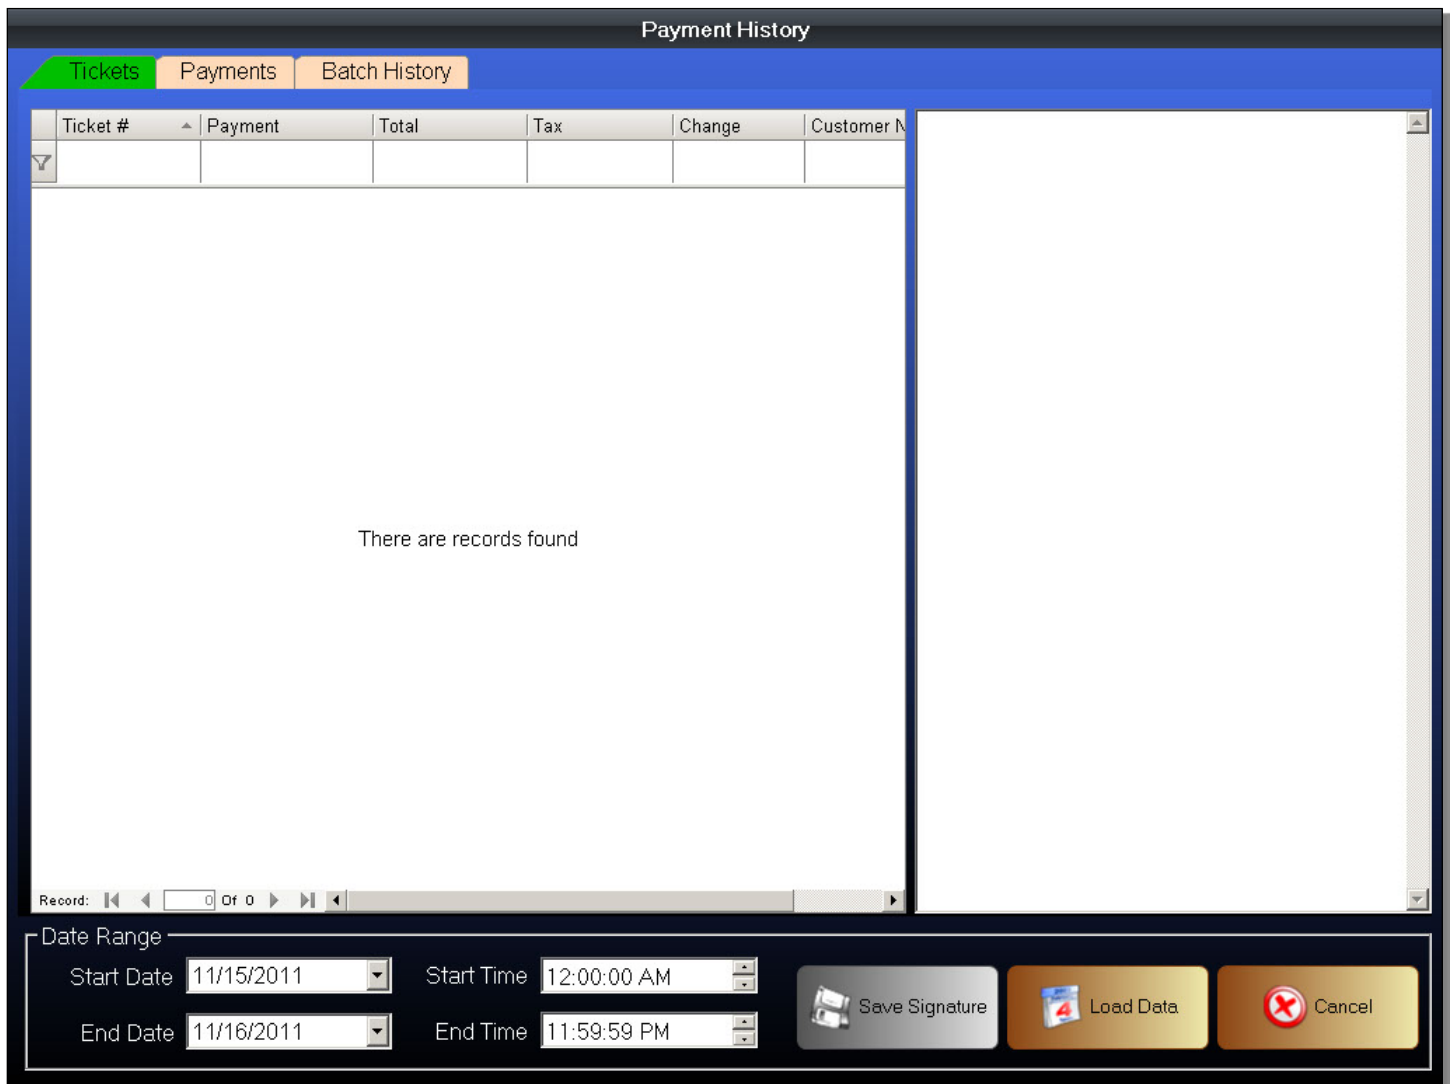 Payment History
Tickets Payments Batch History
Ticket # Payment Total Tax Change Customer N
There are records found
Record: 0 Of 0
Date Range
Start Date 11/15/2011 Start Time 12:00:00 AM
End Date 11/16/2011 End Time 11:59:59 PM
Save Signature 4 Load Data Cancel